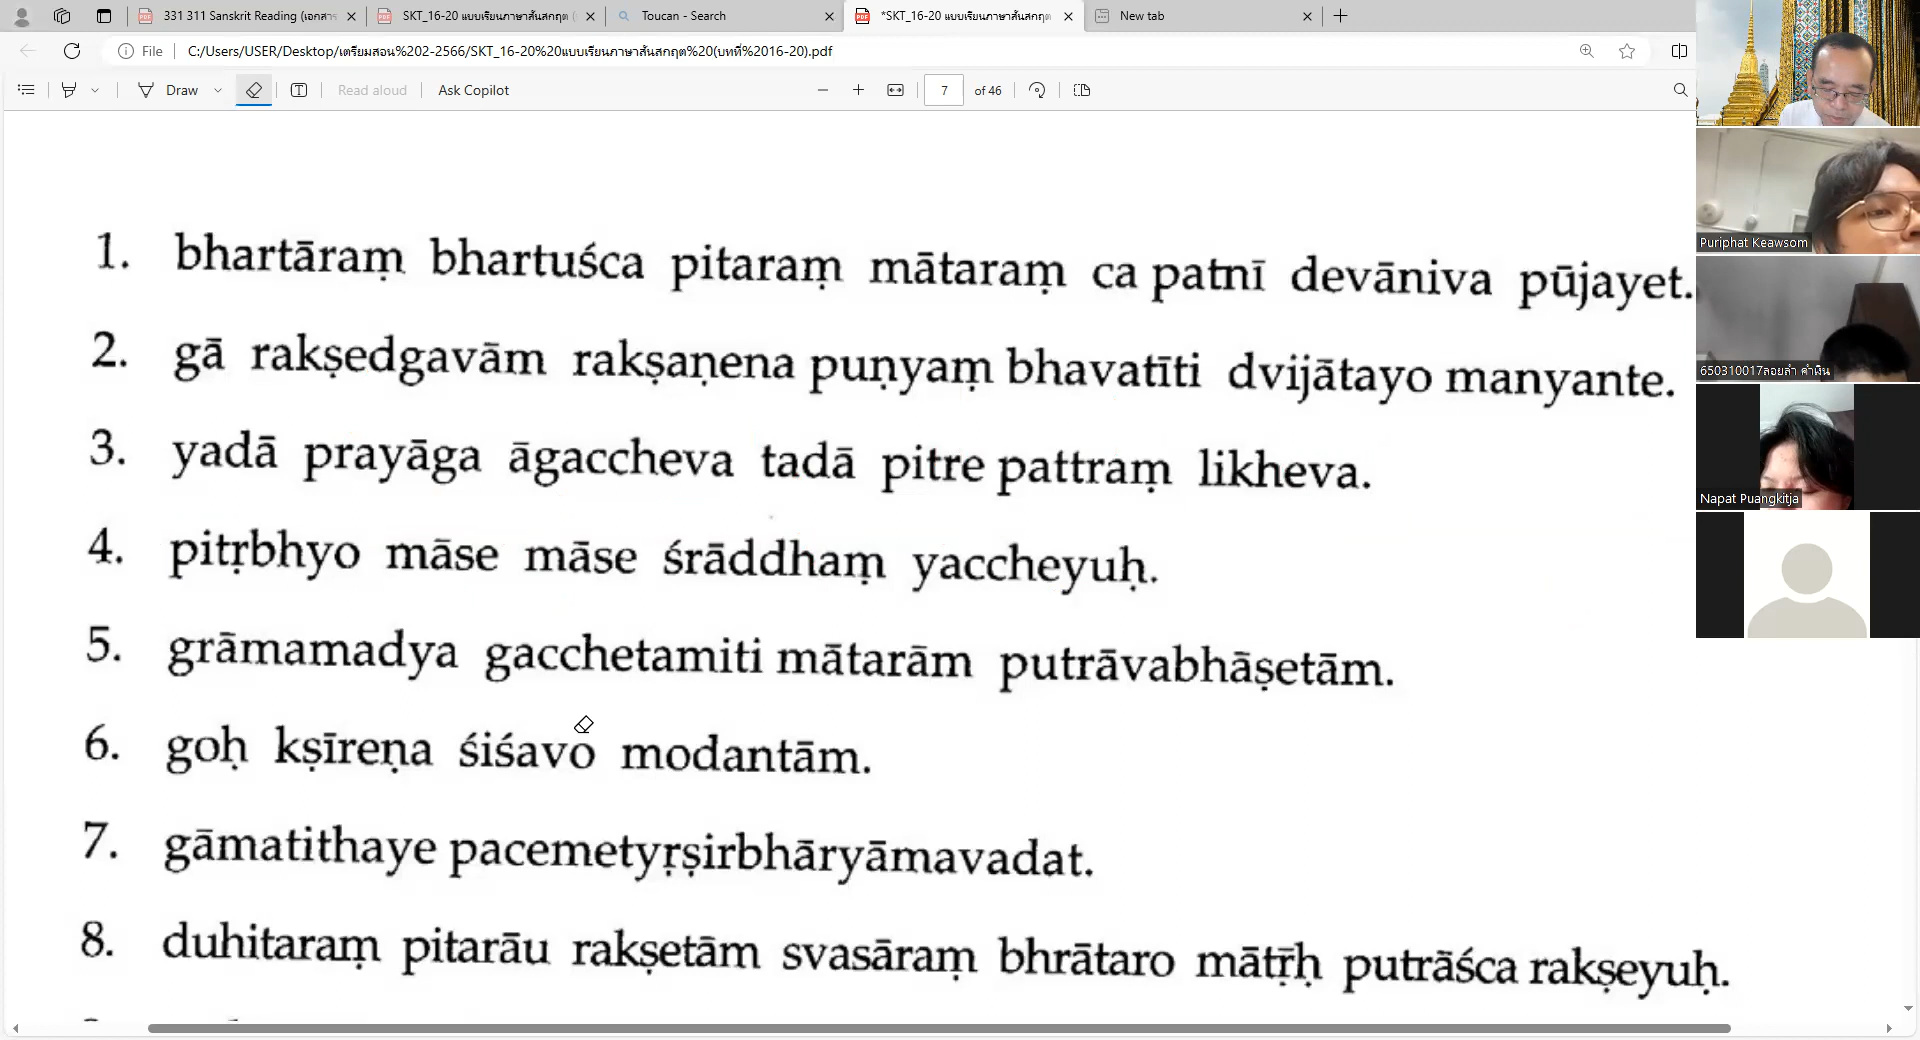 331 311 Sanskrit Reading (เอกสาร
SKT_16-20 แบบเรียนภาษาสันสกฤต (
Toucan - Search
*SKT_16-20 แบบเรียนภาษาสันสกฤต
New tab
File
C:/Users/USER/Desktop/เตรียมสอน%202-2566/SKT_16-20%20แบบเรียนภาษาสันสกฤต%20(บทที่%2016-20).pdf
Draw
Read aloud
Ask Copilot
7
of 46
1. bhartāraṃ bhartuśca pitaraṃ mātaraṃ ca patnī devāniva pūjayet.
2. gā rakṣedgavām rakṣaṇena puṇyaṃ bhavatīti dvijātayo manyante.
3. yadā prayāga āgaccheva tadā pitre pattraṃ likheva.
4. pitṛbhyo māse māse śrāddhaṃ yaccheyuḥ.
5. grāmamadya gacchetamiti mātarām putrāvabhāṣetām.
6. goḥ kṣīreṇa śiśavo modantām.
7. gāmatithaye pacemetyṛṣirbhāryāmavadat.
8. duhitaraṃ pitarāu rakṣetām svasāraṃ bhrātaro mātṝḥ putrāśca rakṣeyuḥ.
Puriphat Keawsom
650310017ลอยลำ คำผิน
Napat Puangkitja